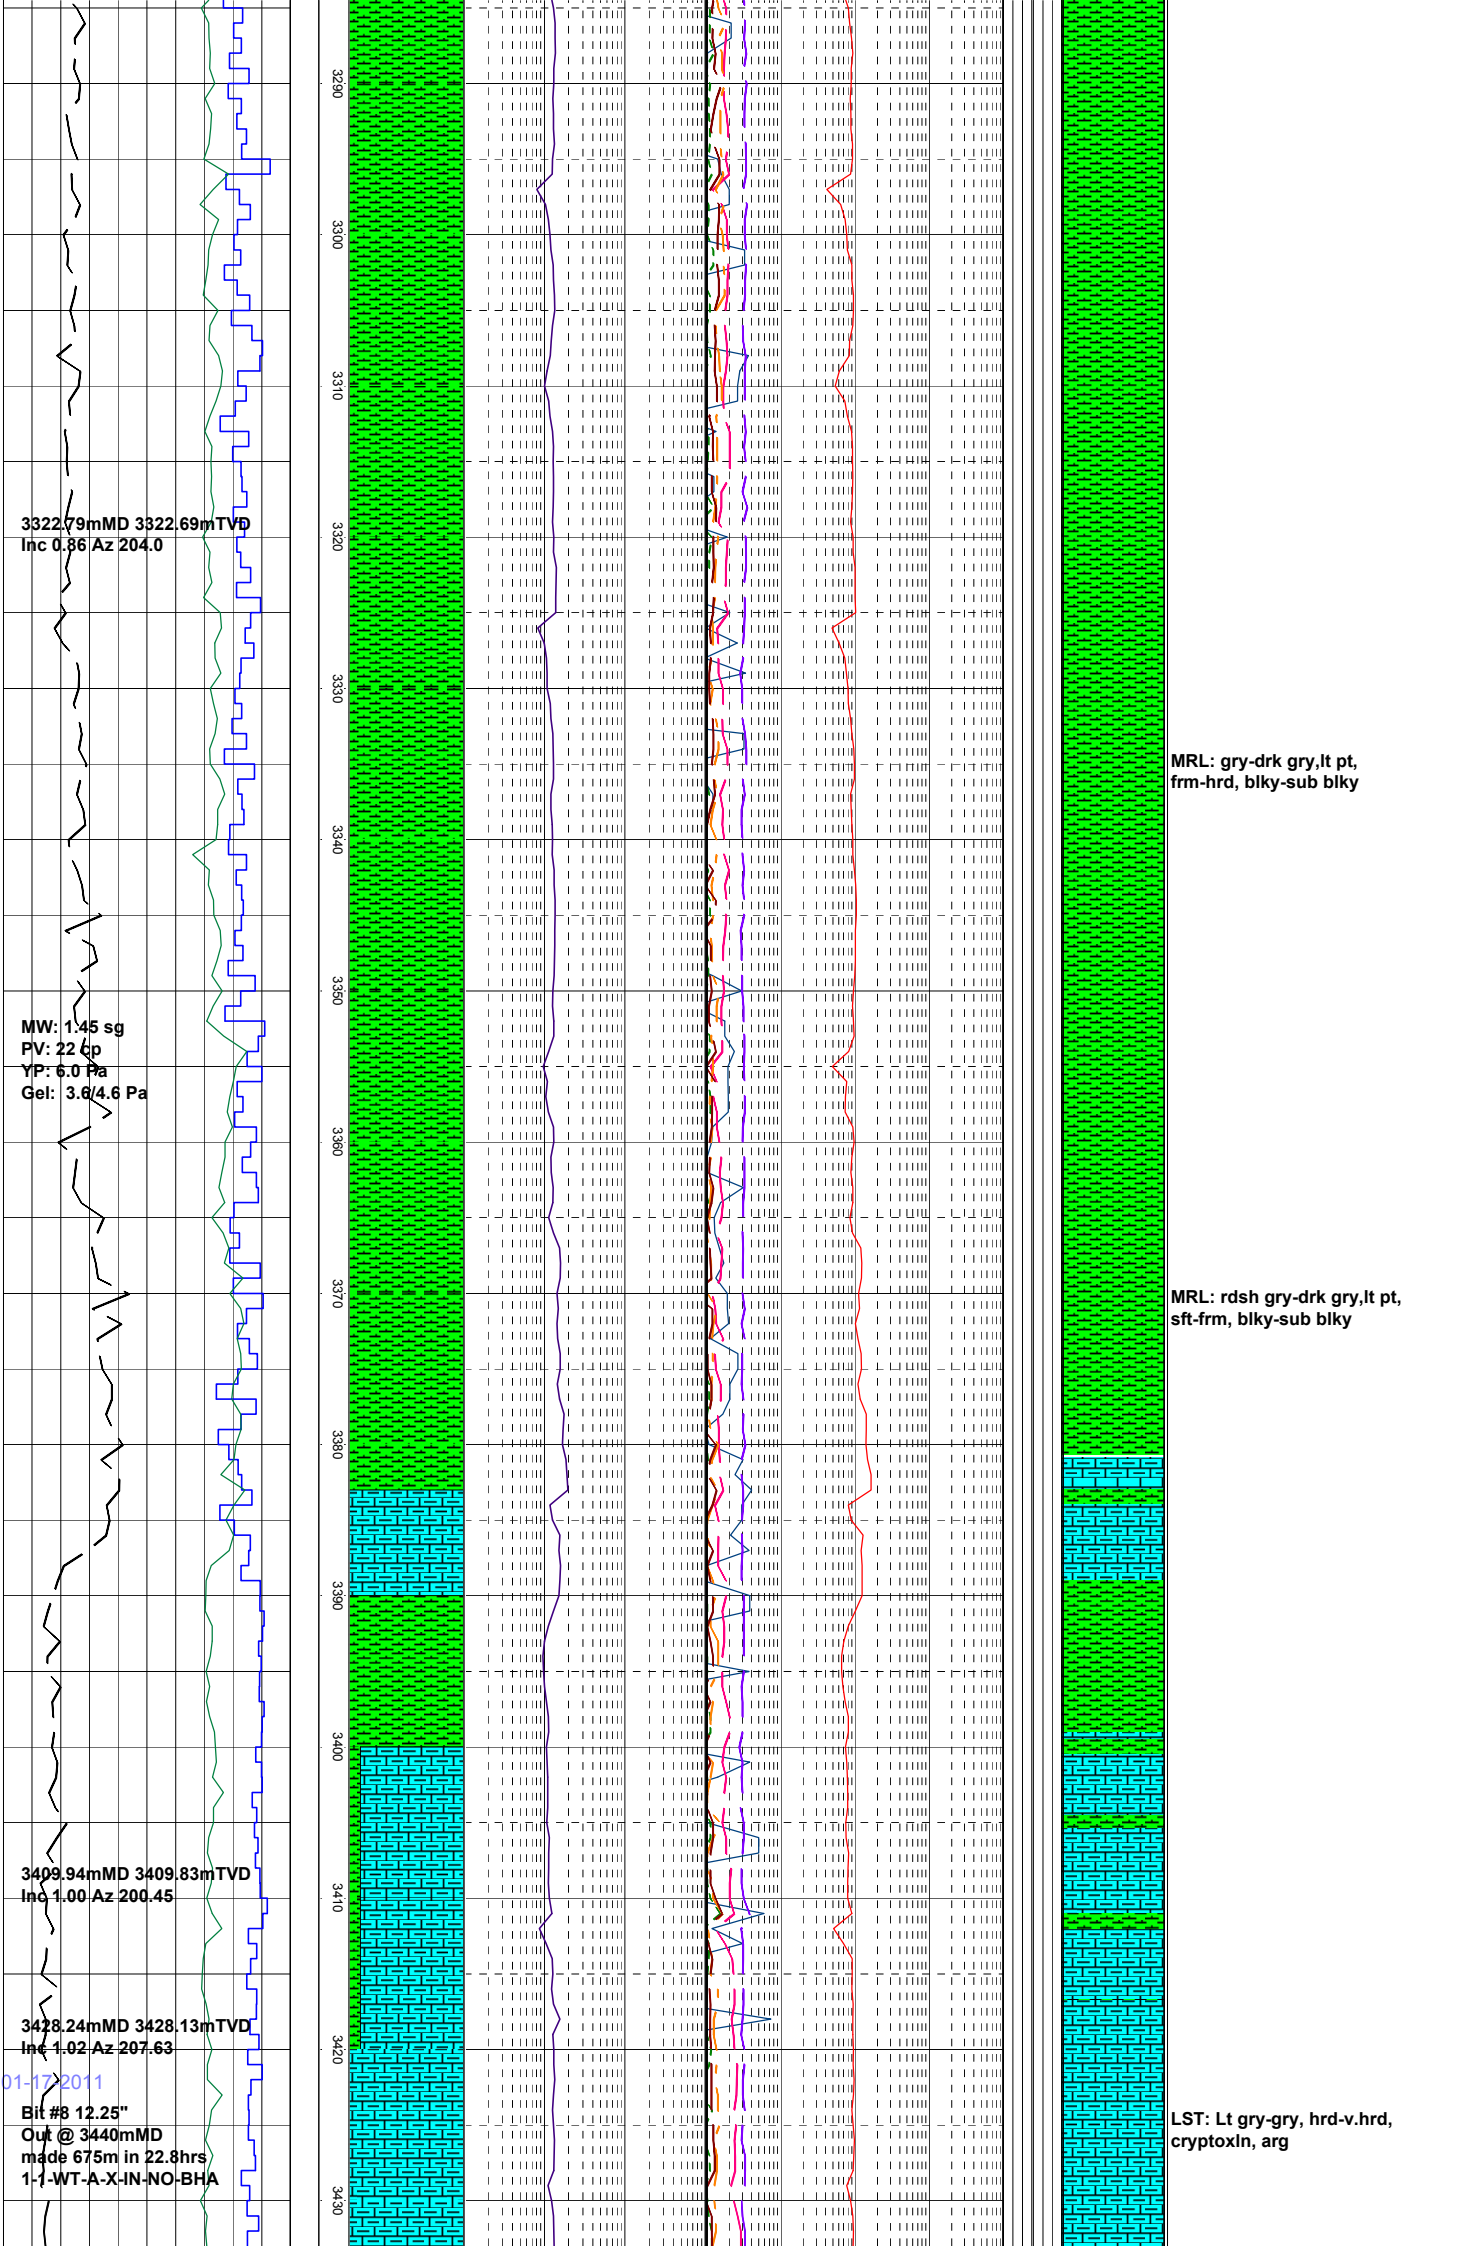 3290
3300
3310
3322.79mMD 3322.69mTVD
Inc 0.86 Az 204.0
3320
3330
MRL: gry-drk gry,lt pt,
frm-hrd, blky-sub blky
3340
3350
MW: 1.45 sg
PV: 22 cp
YP: 6.0 Pa
Gel: 3.6/4.6 Pa
3360
3370
MRL: rdsh gry-drk gry,lt pt,
sft-frm, blky-sub blky
3380
3390
3400
3409.94mMD 3409.83mTVD
Inc 1.00 Az 200.45
3410
3428.24mMD 3428.13mTVD
Inc 1.02 Az 207.63
3420
01-17-2011
Bit #8 12.25"
Out @ 3440mMD
made 675m in 22.8hrs
1-1-WT-A-X-IN-NO-BHA
LST: Lt gry-gry, hrd-v.hrd,
cryptoxln, arg
3430